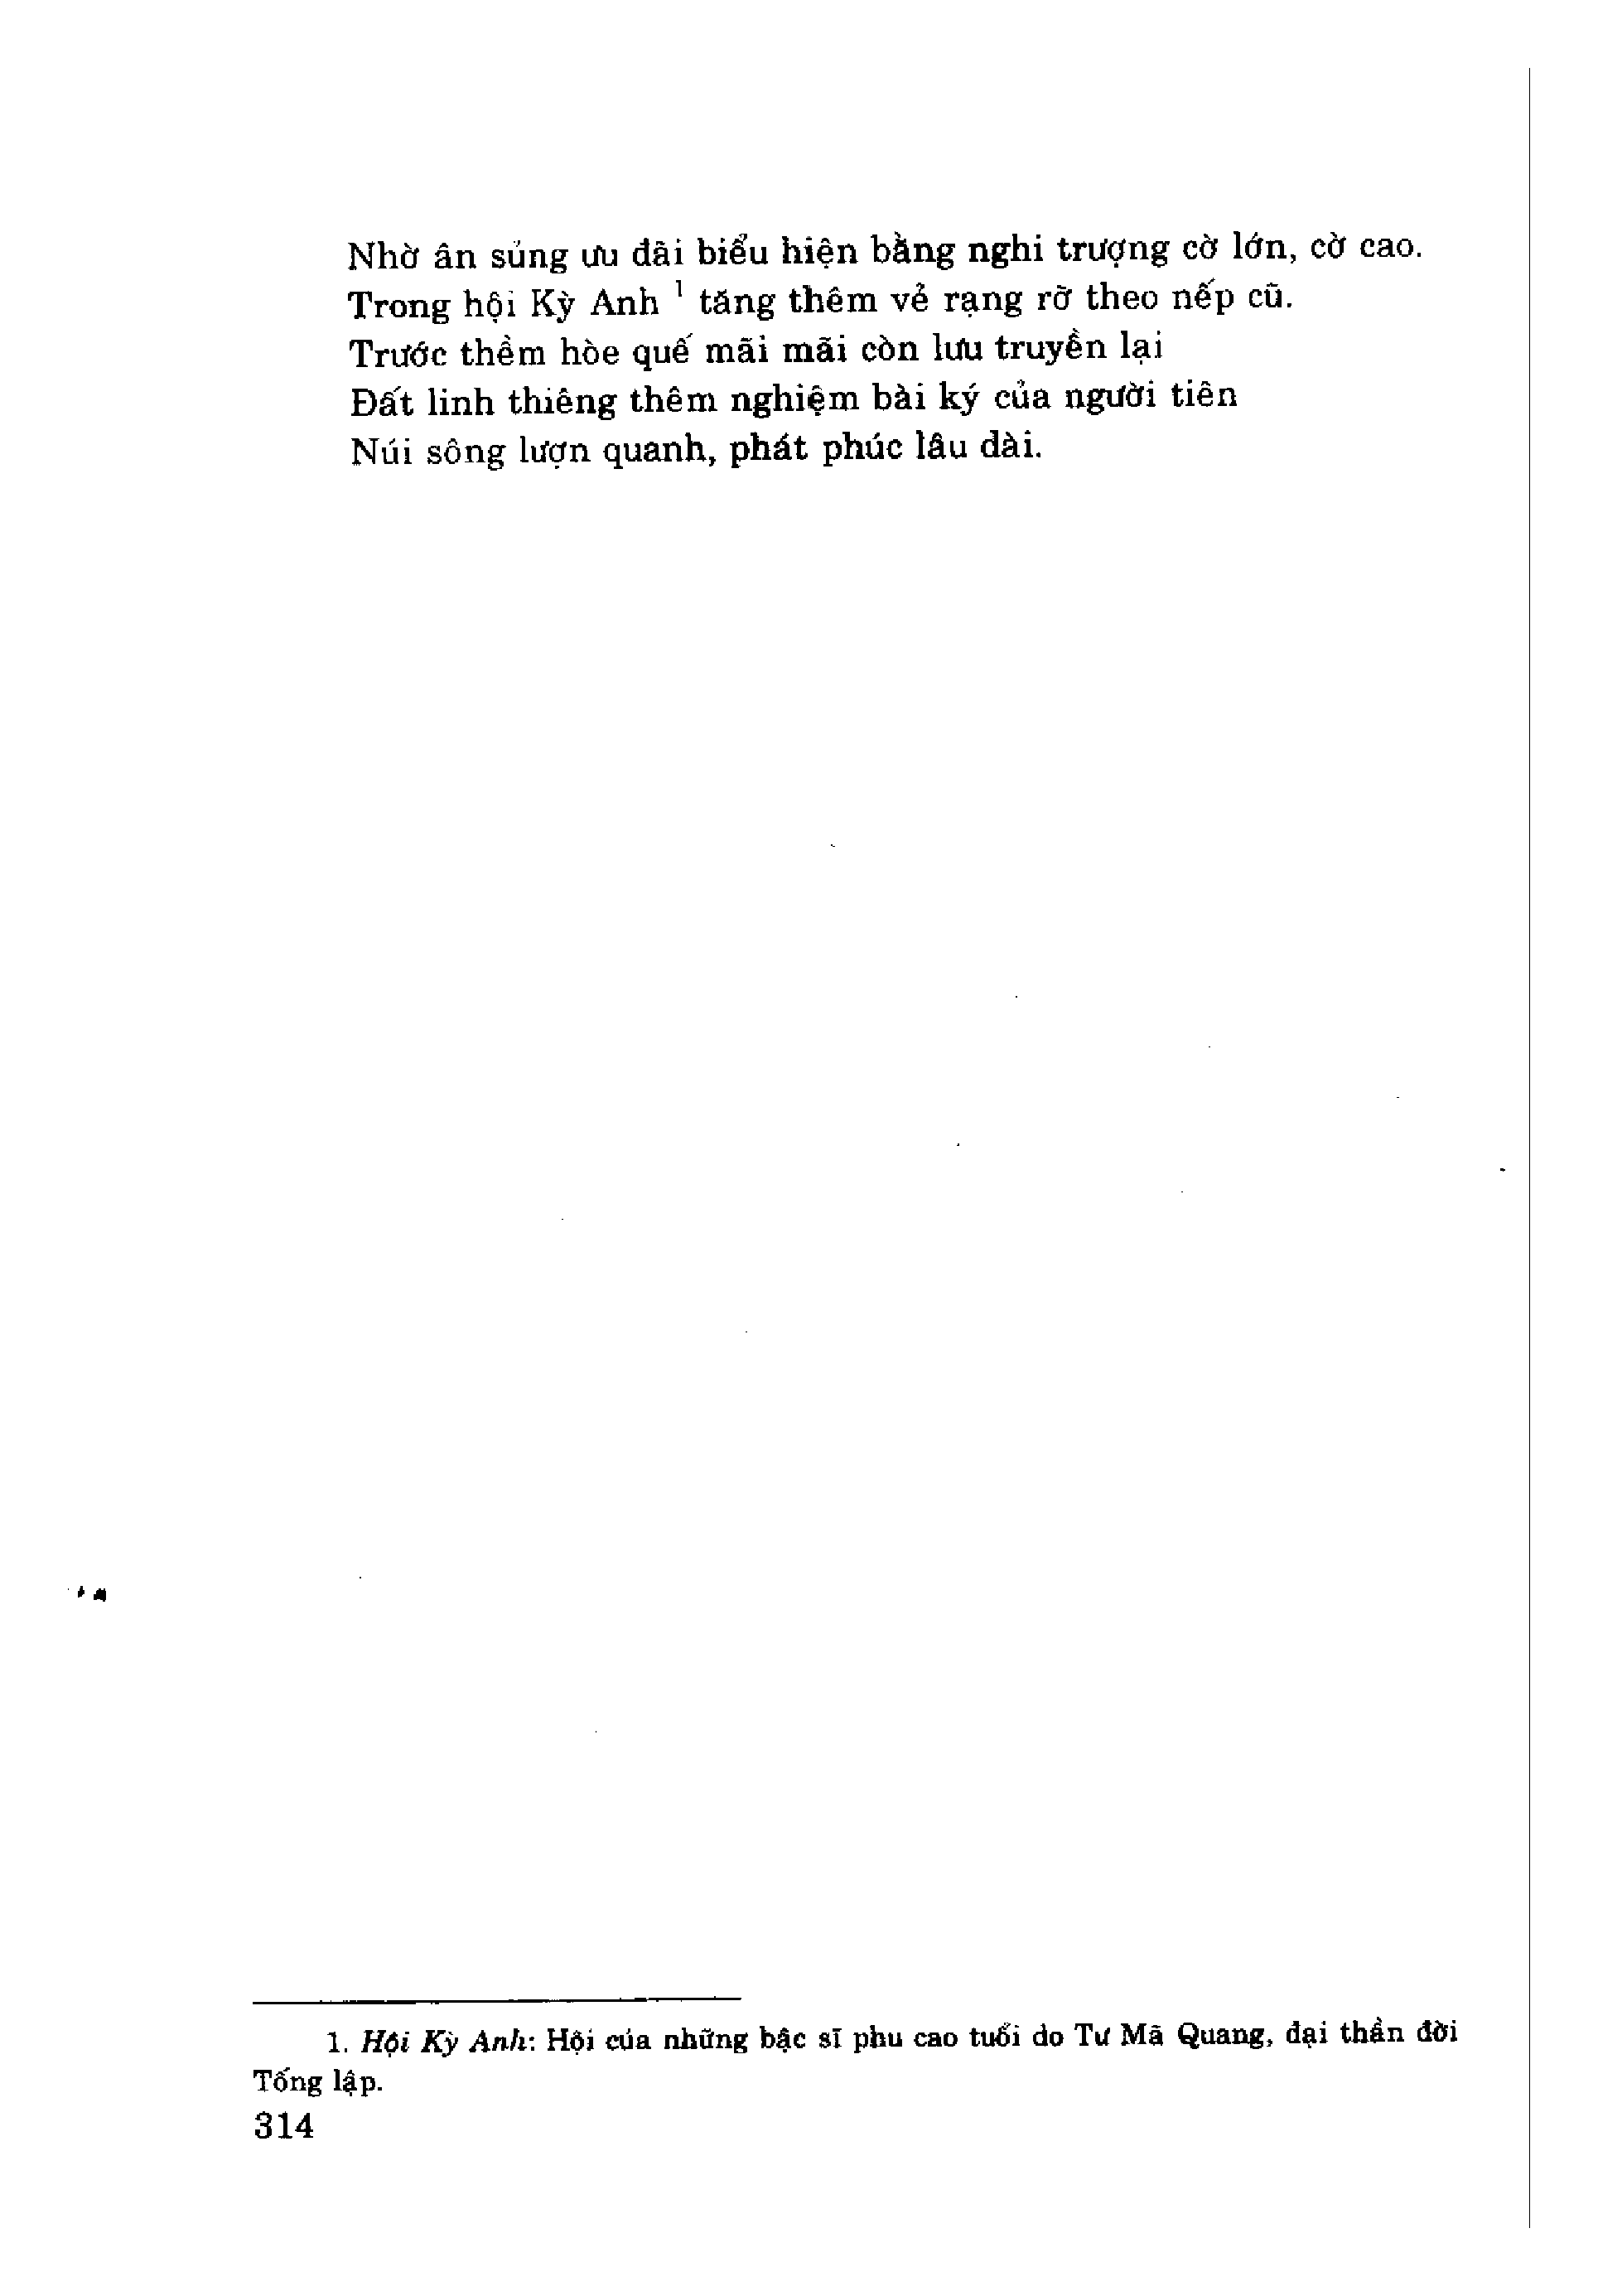 Nhờ ân sủng ưu đãi biểu hiện bằng nghi trượng cờ lớn, cờ cao.
Trong hội Kỳ Anh ¹ tăng thêm vẻ rạng rỡ theo nếp cũ.
Trước thềm hòe quế mãi mãi còn lưu truyền lại
Đất linh thiêng thêm nghiệm bài ký của người tiên
Núi sông lượn quanh, phát phúc lâu dài.
1. Hội Kỳ Anh: Hội của những bậc sĩ phu cao tuổi do Tư Mã Quang, đại thần đời
Tống lập.
314